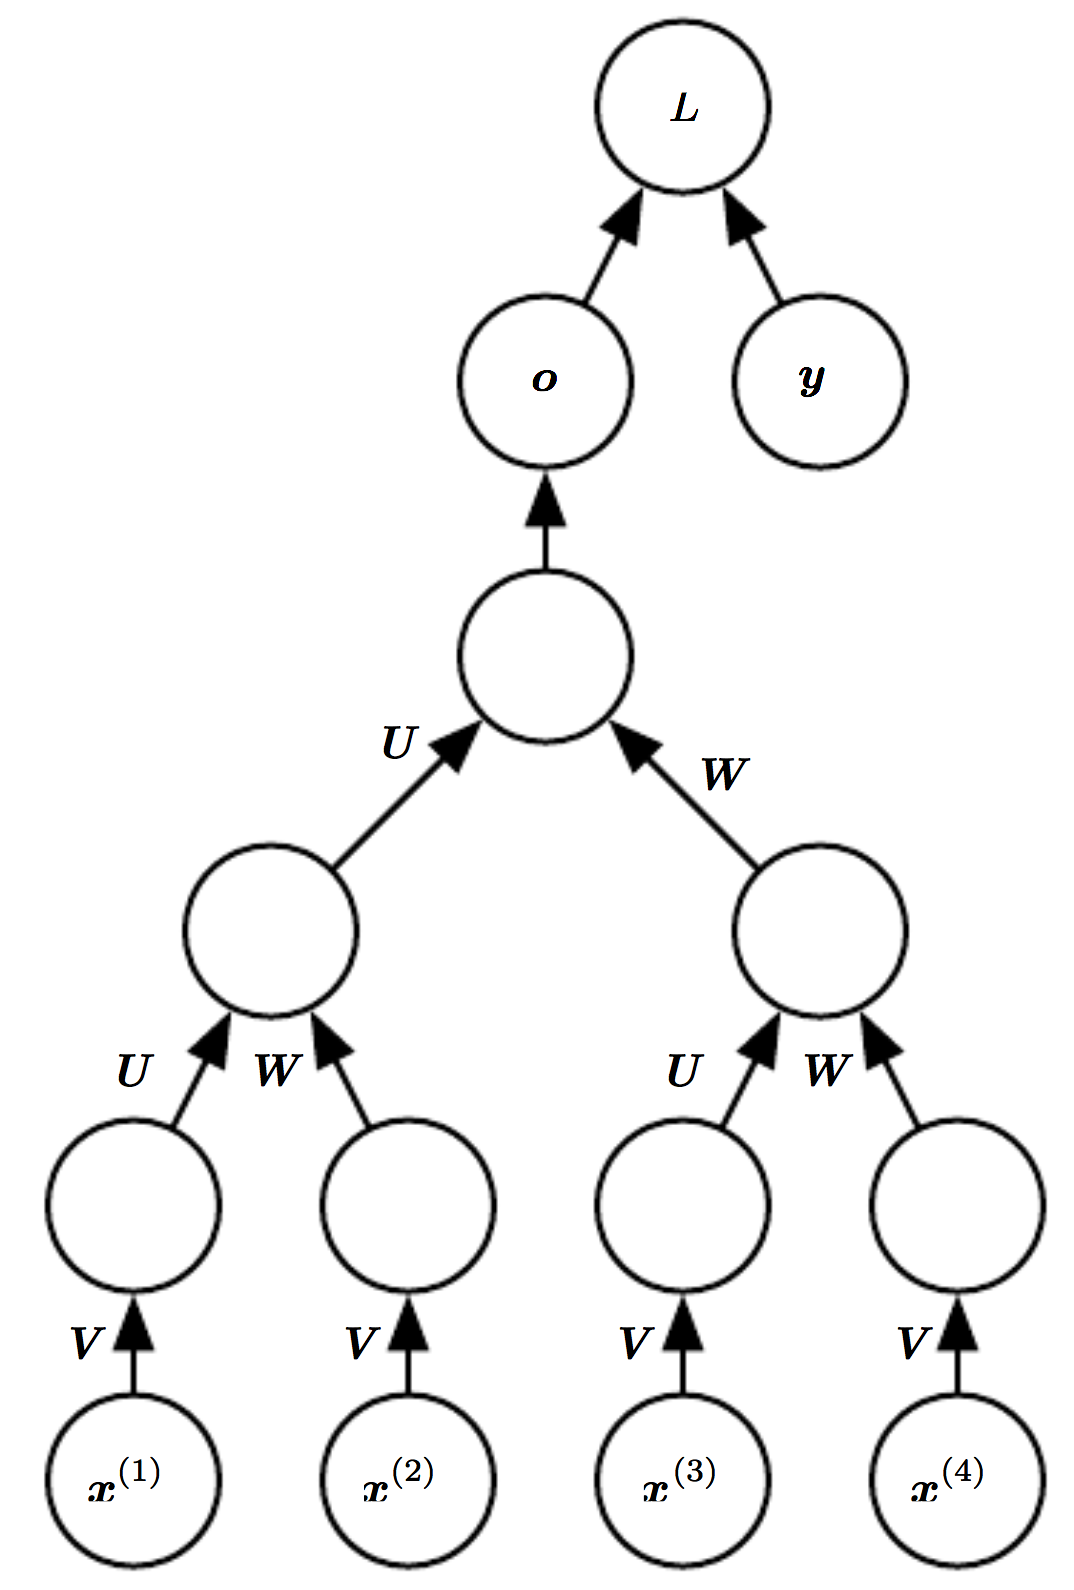 L
o y
U
W
U W U W
V V V V
x^(1) x^(2) x^(3) x^(4)